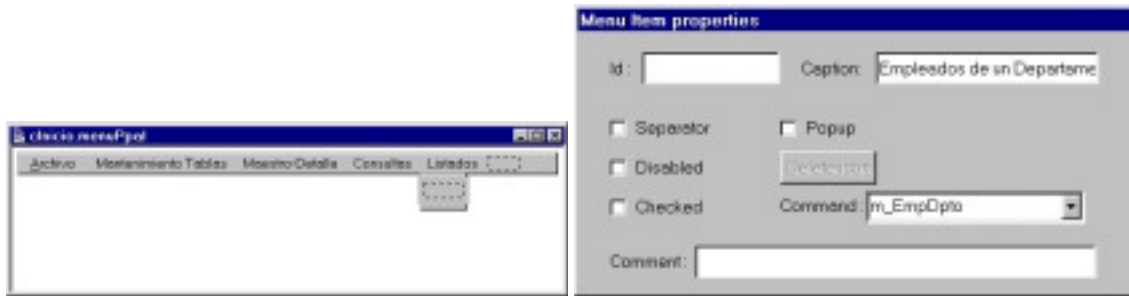 cInicio.menuPpal
Archivo Mantenimiento Tablas Maestro-Detalle Consultas Listados
Menu Item properties
Id : Caption: Empleados de un Departame
Separator Popup
Disabled
Checked Command: m_EmpDpto
Comment: